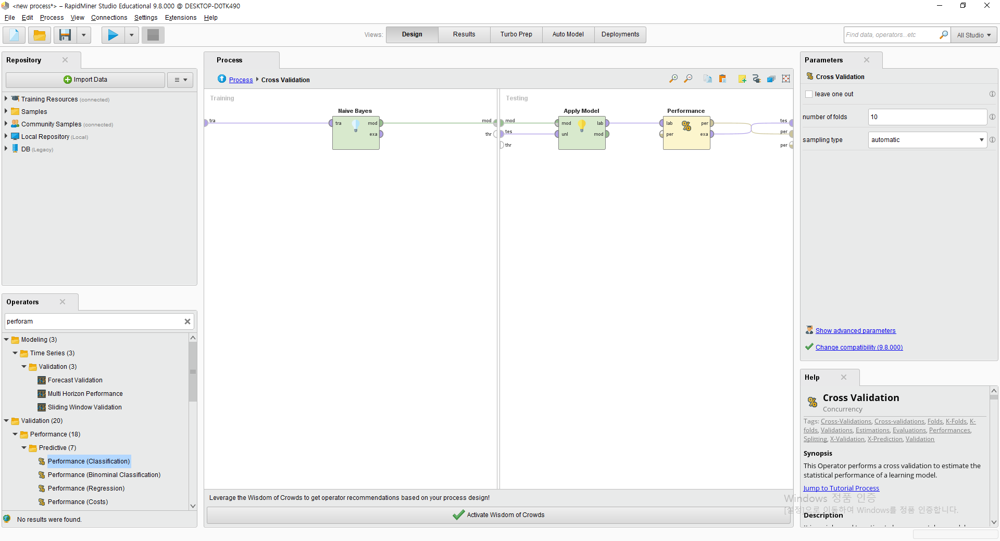 <new process*> – RapidMiner Studio Educational 9.8.000 @ DESKTOP-D0TK490
File Edit Process View Connections Settings Extensions Help
Views: Design Results Turbo Prep Auto Model Deployments
Find data, operators...etc
All Studio
Repository
Import Data
Training Resources (connected)
Samples
Community Samples (connected)
Local Repository (Local)
DB (Legacy)
Operators
perforam
Modeling (3)
Time Series (3)
Validation (3)
Forecast Validation
Multi Horizon Performance
Sliding Window Validation
Validation (20)
Performance (18)
Predictive (7)
Performance (Classification)
Performance (Binominal Classification)
Performance (Regression)
Performance (Costs)
No results were found.
Process
Process Cross Validation
Training
tra
Naive Bayes
tra mod
exa
mod
thr
Testing
mod
tes
thr
Apply Model
mod lab
unl mod
Performance
lab per
per exa
tes
per
per
Leverage the Wisdom of Crowds to get operator recommendations based on your process design!
Activate Wisdom of Crowds
Parameters
Cross Validation
leave one out
number of folds 10
sampling type automatic
Show advanced parameters
Change compatibility (9.8.000)
Help
Cross Validation
Concurrency
Tags: Cross-Validations, Cross-validations, Folds, K-Folds, K-
folds, Validations, Estimations, Evaluations, Performances,
Splitting, X-Validation, X-Prediction, Validation
Synopsis
This Operator performs a cross validation to estimate the
statistical performance of a learning model.
Jump to Tutorial Process
Windows 정품 인증
[설정]으로 이동하여 Windows를 정품 인증합니다.
Description